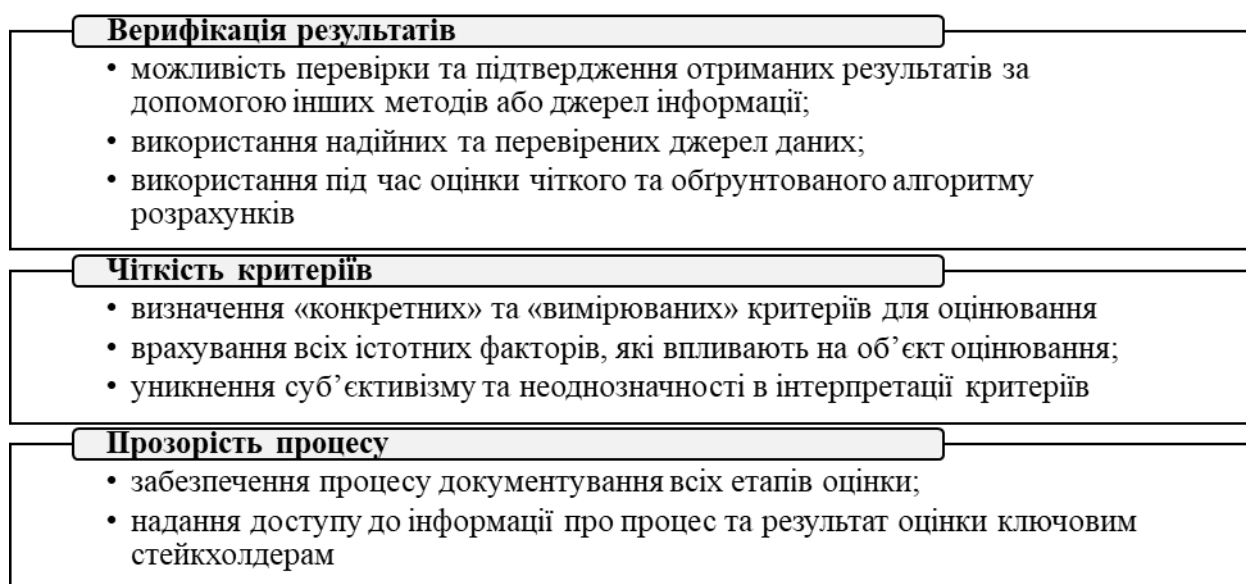 Верифікація результатів
• можливість перевірки та підтвердження отриманих результатів за
допомогою інших методів або джерел інформації;
• використання надійних та перевірених джерел даних;
• використання під час оцінки чіткого та обґрунтованого алгоритму
розрахунків
Чіткість критеріїв
• визначення «конкретних» та «вимірюваних» критеріїв для оцінювання
• врахування всіх істотних факторів, які впливають на об’єкт оцінювання;
• уникнення суб’єктивізму та неоднозначності в інтерпретації критеріїв
Прозорість процесу
• забезпечення процесу документування всіх етапів оцінки;
• надання доступу до інформації про процес та результат оцінки ключовим
стейкхолдерам